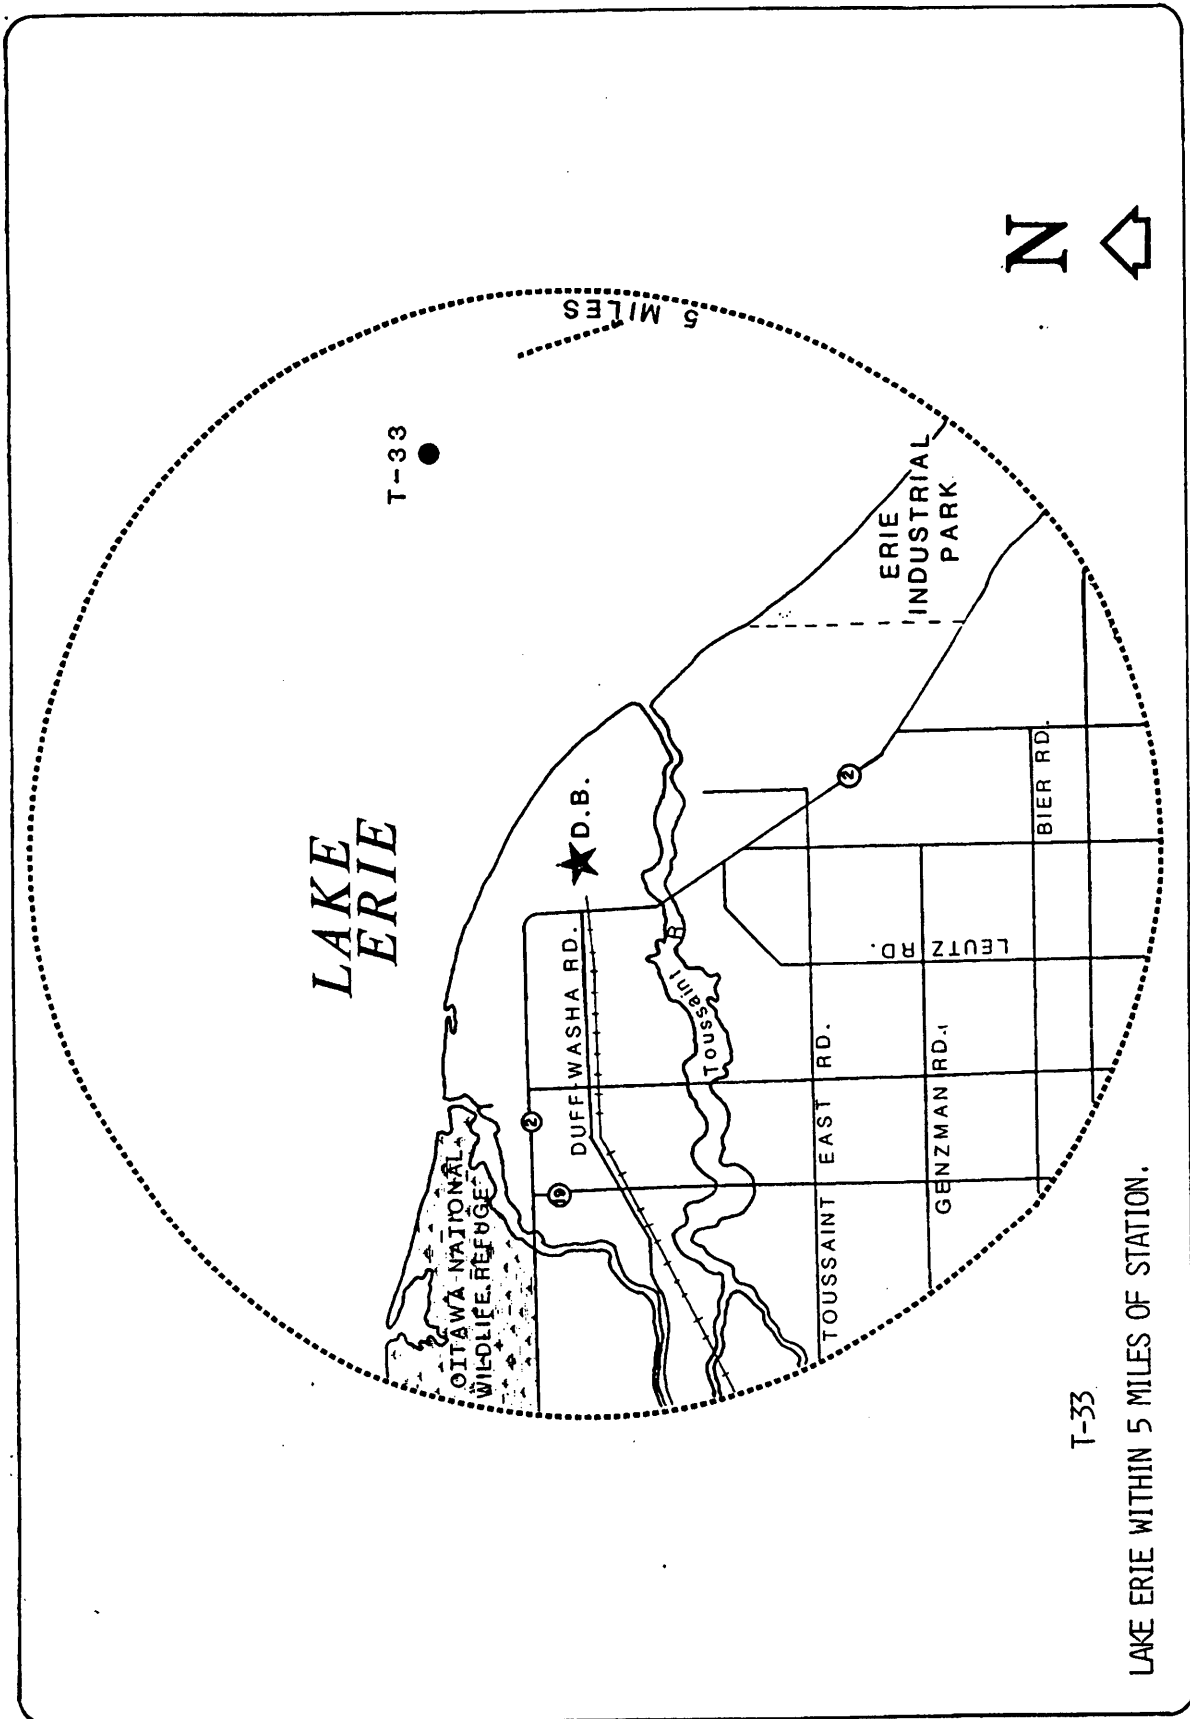 N
LAKE
ERIE
T-33
5 MILES
D.B.
ERIE
INDUSTRIAL
PARK
OTTAWA NATIONAL
WILDLIFE REFUGE
2
19
DUFF-WASHA RD.
Toussaint
R
2
TOUSSAINT EAST RD.
LEUTZ RD.
GENZMAN RD.
BIER RD.
T-33
LAKE ERIE WITHIN 5 MILES OF STATION.